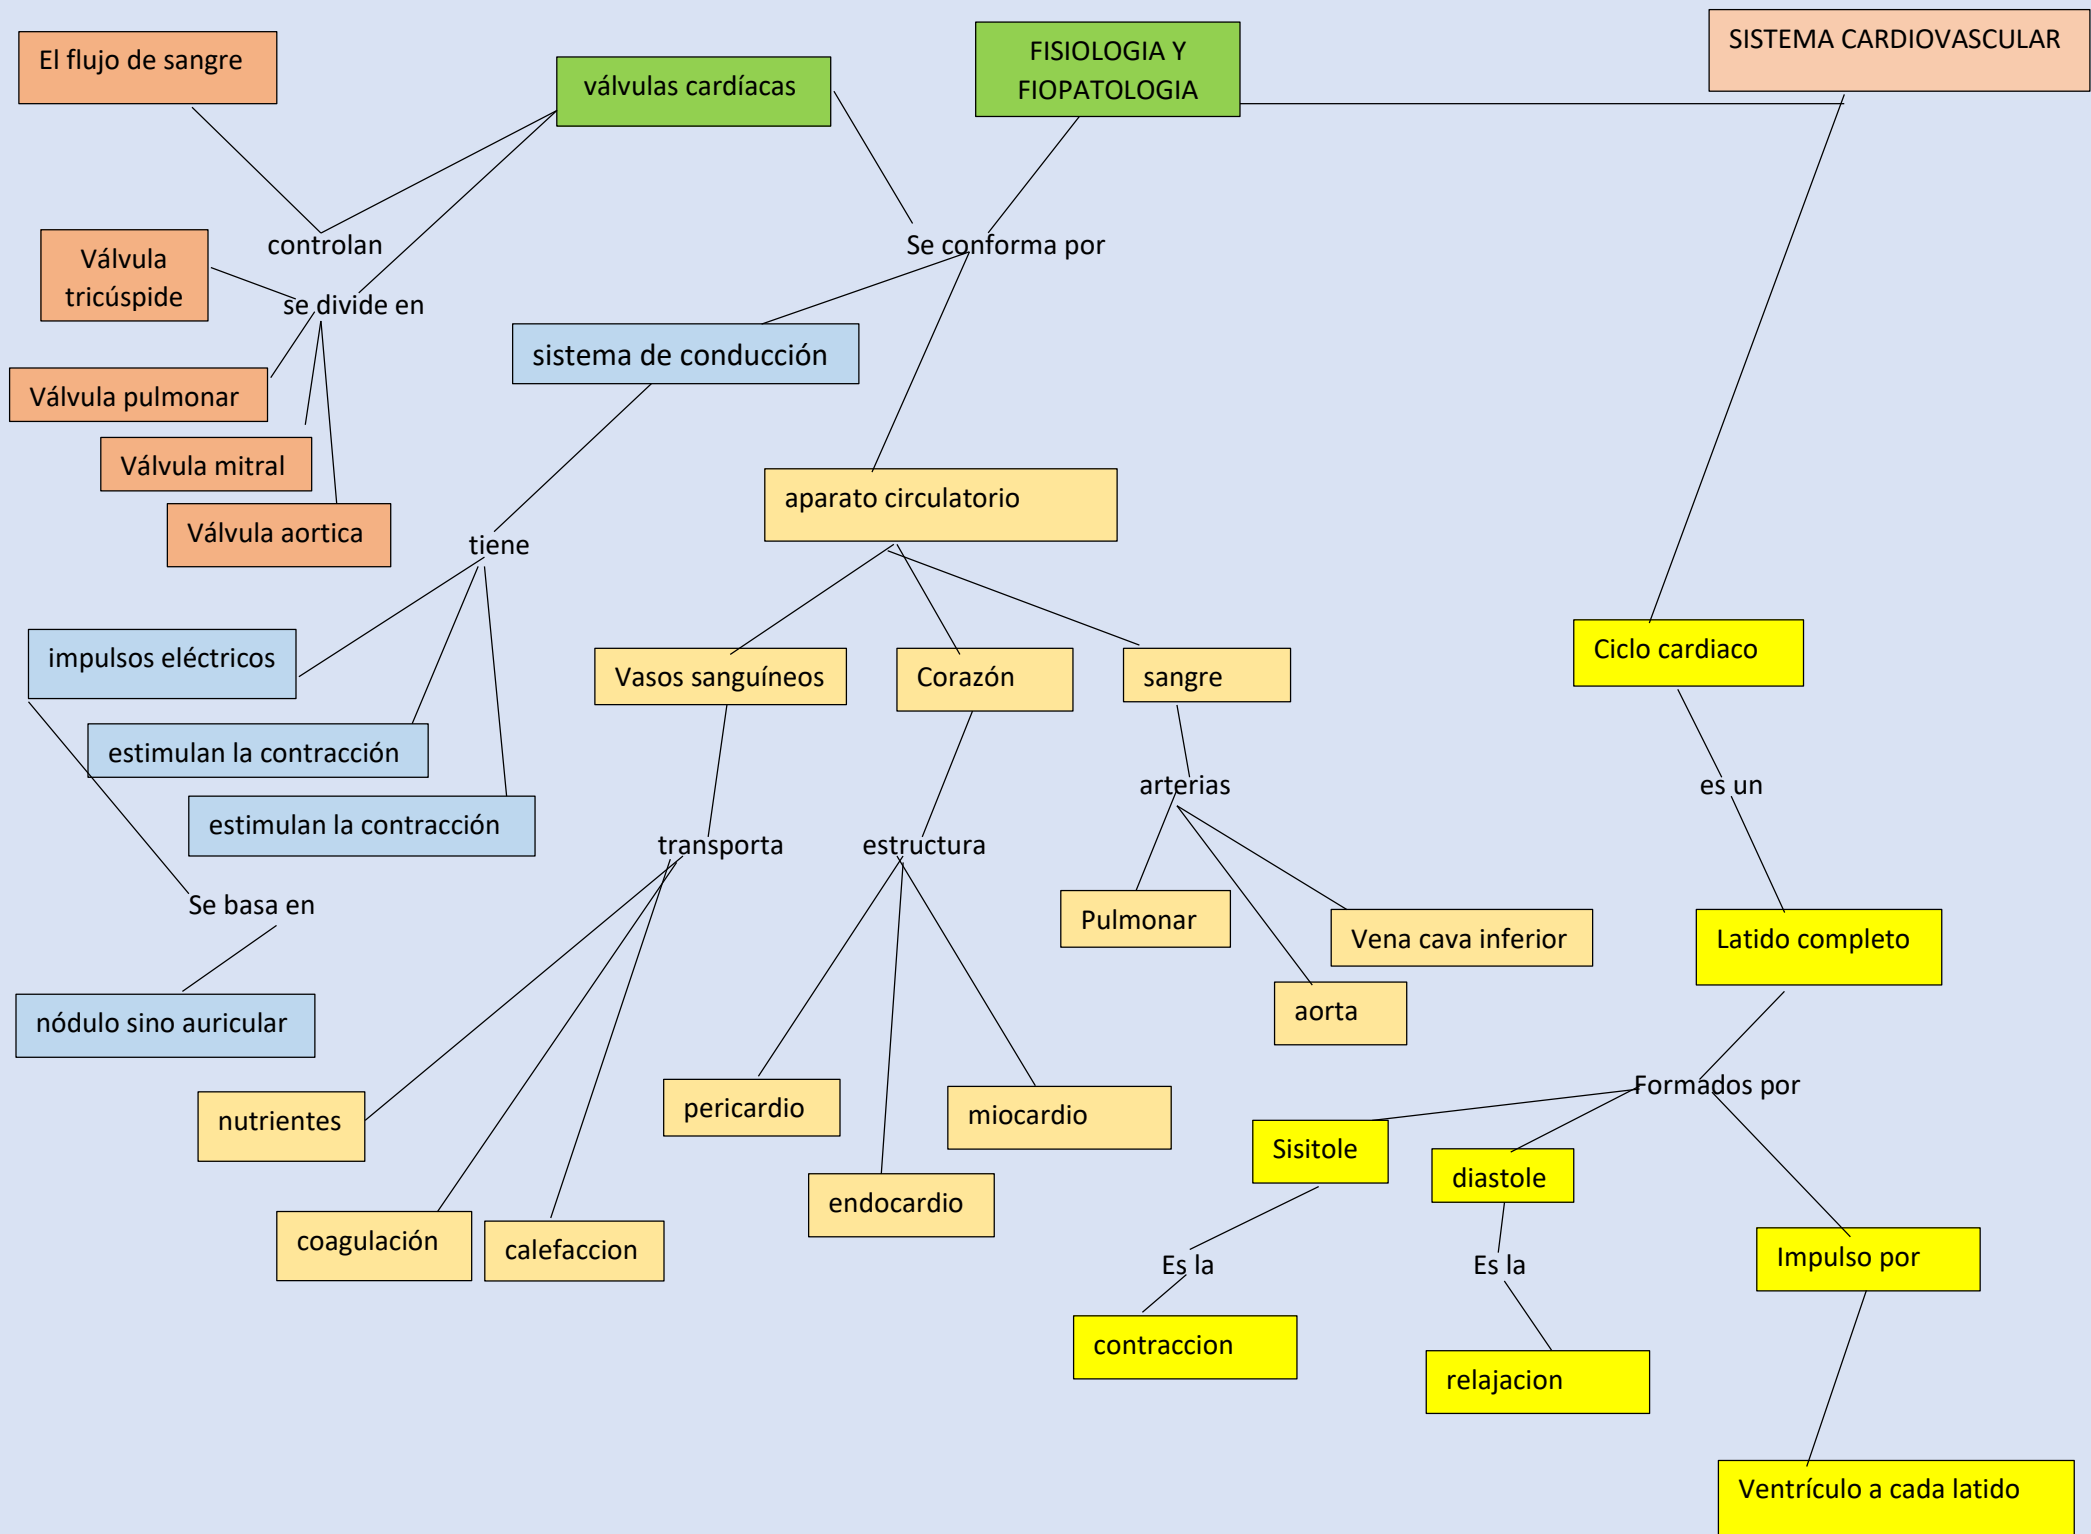 SISTEMA CARDIOVASCULAR
FISIOLOGIA Y
FIOPATOLOGIA
El flujo de sangre
válvulas cardíacas
controlan
Se conforma por
Válvula
tricúspide
se divide en
sistema de conducción
Válvula pulmonar
Válvula mitral
Válvula aortica
aparato circulatorio
tiene
impulsos eléctricos
Vasos sanguíneos
Corazón
sangre
Ciclo cardiaco
estimulan la contracción
arterias
es un
estimulan la contracción
transporta
estructura
Se basa en
Pulmonar
Vena cava inferior
Latido completo
nódulo sino auricular
aorta
Formados por
nutrientes
pericardio
miocardio
Sisitole
diastole
endocardio
coagulación
calefaccion
Es la
Es la
Impulso por
contraccion
relajacion
Ventrículo a cada latido